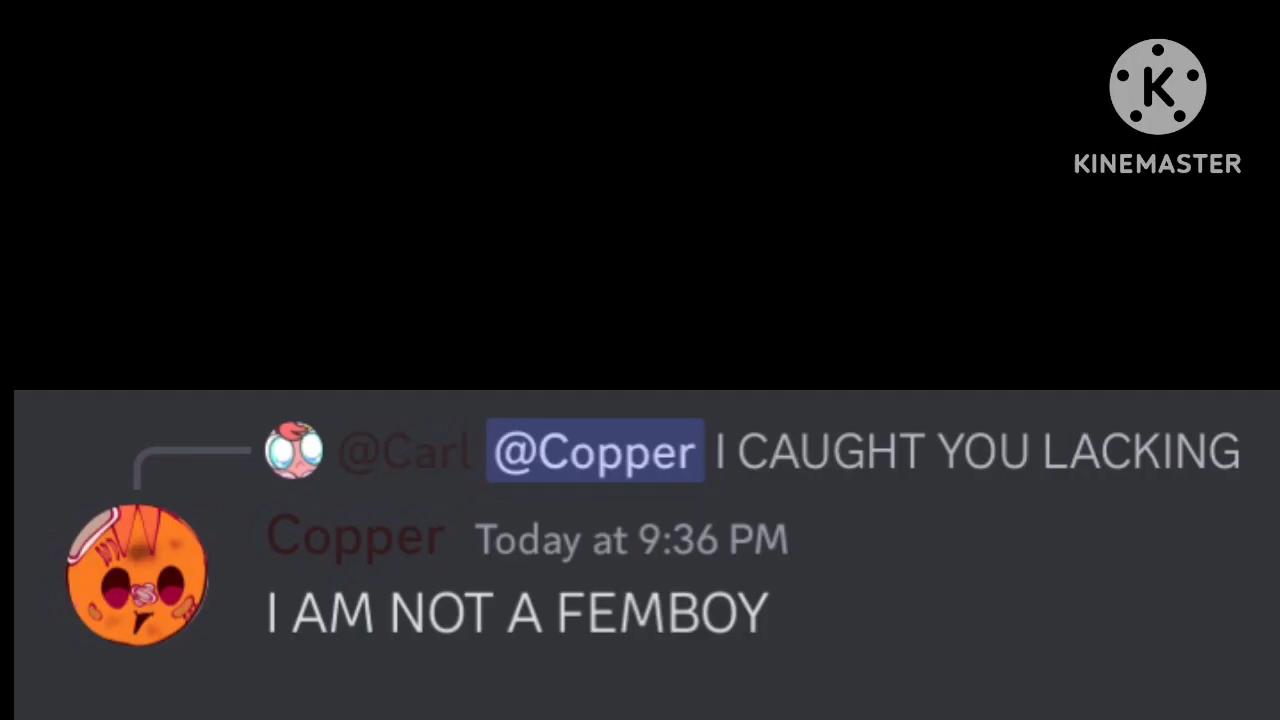 K
KINEMASTER
@Carl @Copper I CAUGHT YOU LACKING
Copper Today at 9:36 PM
I AM NOT A FEMBOY